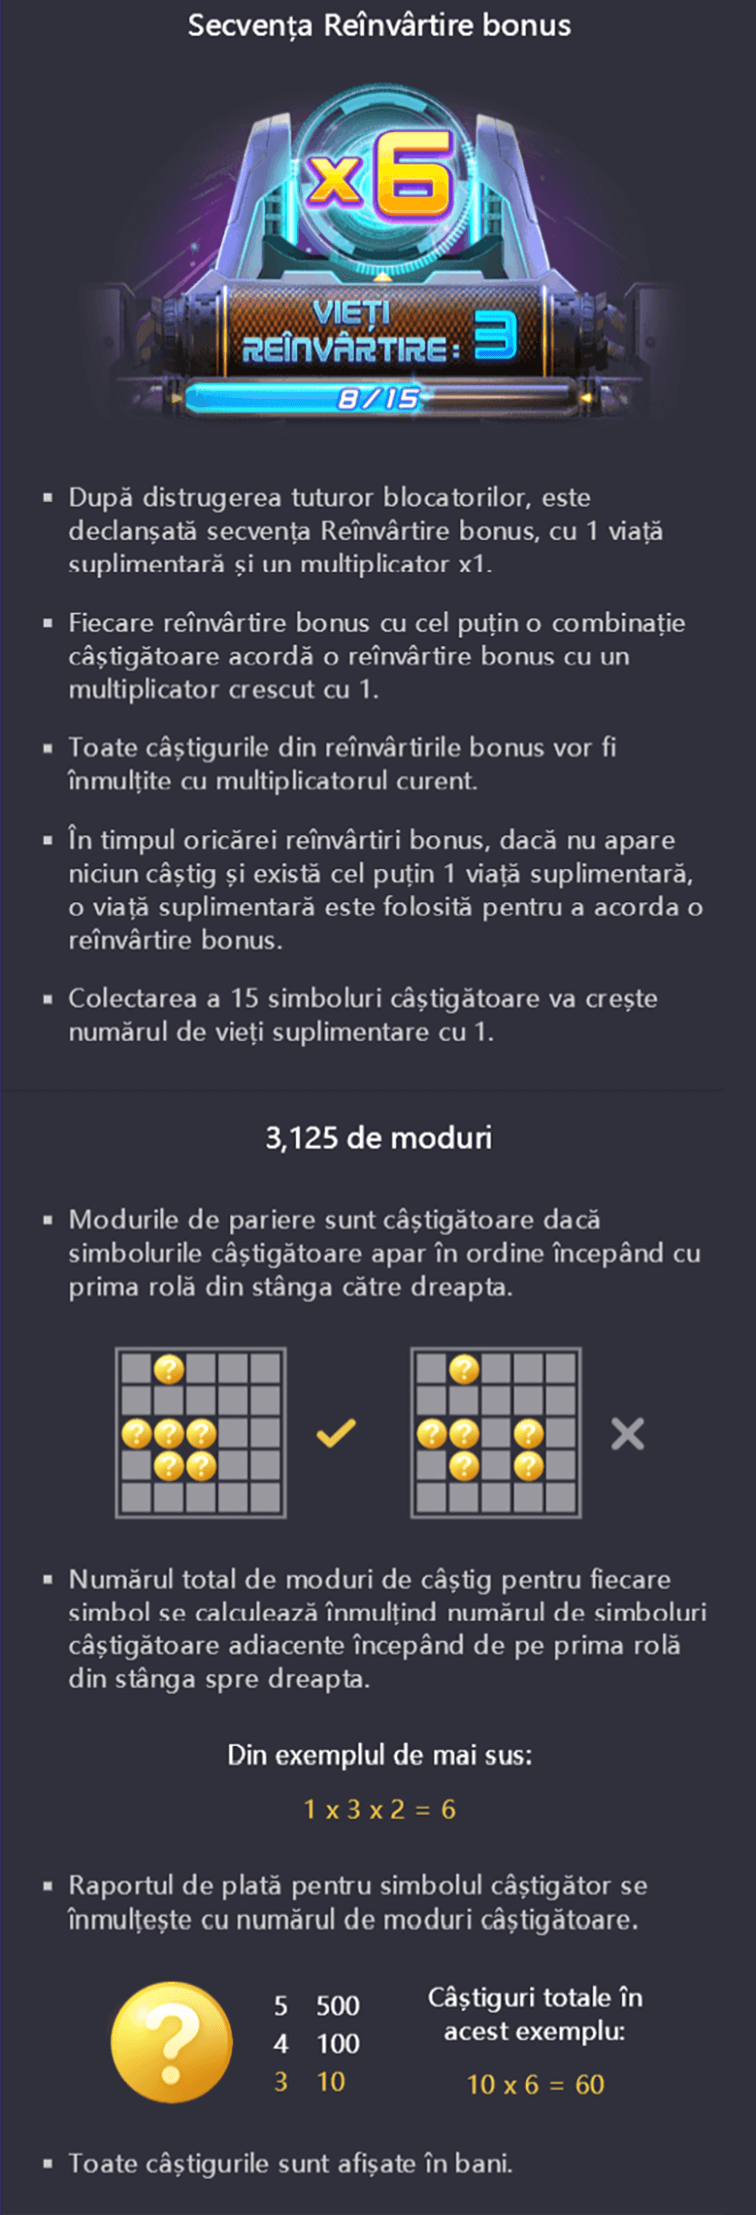 Secvența Reînvârtire bonus
x6
VIEȚI
REÎNVÂRTIRE: 3
8/15
▪ După distrugerea tuturor blocatorilor, este
declanșată secvența Reînvârtire bonus, cu 1 viață
suplimentară și un multiplicator x1.
▪ Fiecare reînvârtire bonus cu cel puțin o combinație
câștigătoare acordă o reînvârtire bonus cu un
multiplicator crescut cu 1.
▪ Toate câștigurile din reînvârtirile bonus vor fi
înmulțite cu multiplicatorul curent.
▪ În timpul oricărei reînvârtiri bonus, dacă nu apare
niciun câștig și există cel puțin 1 viață suplimentară,
o viață suplimentară este folosită pentru a acorda o
reînvârtire bonus.
▪ Colectarea a 15 simboluri câștigătoare va crește
numărul de vieți suplimentare cu 1.
3,125 de moduri
▪ Modurile de pariere sunt câștigătoare dacă
simbolurile câștigătoare apar în ordine începând cu
prima rolă din stânga către dreapta.
? ?
? ? ? ? ? ?
? ? ? ?
▪ Numărul total de moduri de câștig pentru fiecare
simbol se calculează înmulțind numărul de simboluri
câștigătoare adiacente începând de pe prima rolă
din stânga spre dreapta.
Din exemplul de mai sus:
1 x 3 x 2 = 6
▪ Raportul de plată pentru simbolul câștigător se
înmulțește cu numărul de moduri câștigătoare.
?
5 500
4 100
3 10
Câștiguri totale în
acest exemplu:
10 x 6 = 60
▪ Toate câștigurile sunt afișate în bani.